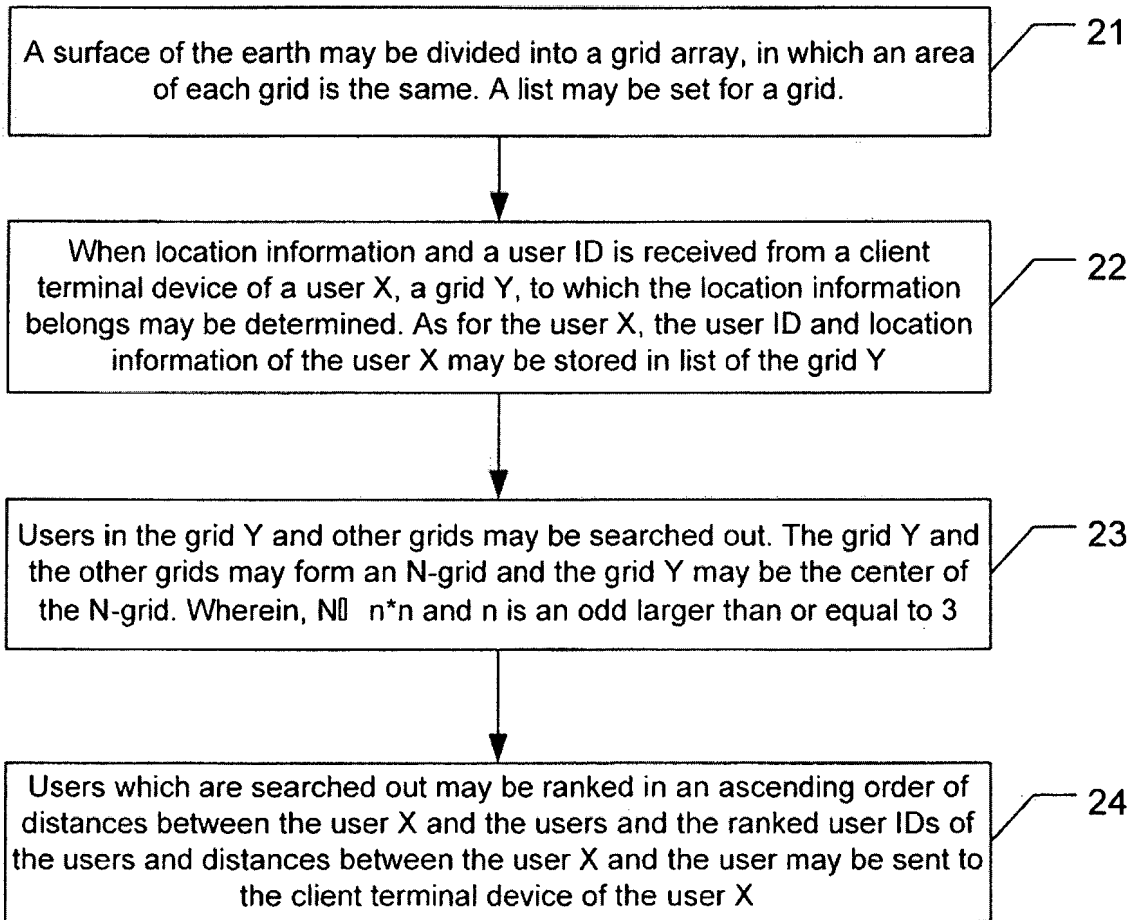 A surface of the earth may be divided into a grid array, in which an area
of each grid is the same. A list may be set for a grid.
21
When location information and a user ID is received from a client
terminal device of a user X, a grid Y, to which the location information
belongs may be determined. As for the user X, the user ID and location
information of the user X may be stored in list of the grid Y
22
Users in the grid Y and other grids may be searched out. The grid Y and
the other grids may form an N-grid and the grid Y may be the center of
the N-grid. Wherein, N▯ n*n and n is an odd larger than or equal to 3
23
Users which are searched out may be ranked in an ascending order of
distances between the user X and the users and the ranked user IDs of
the users and distances between the user X and the user may be sent to
the client terminal device of the user X
24